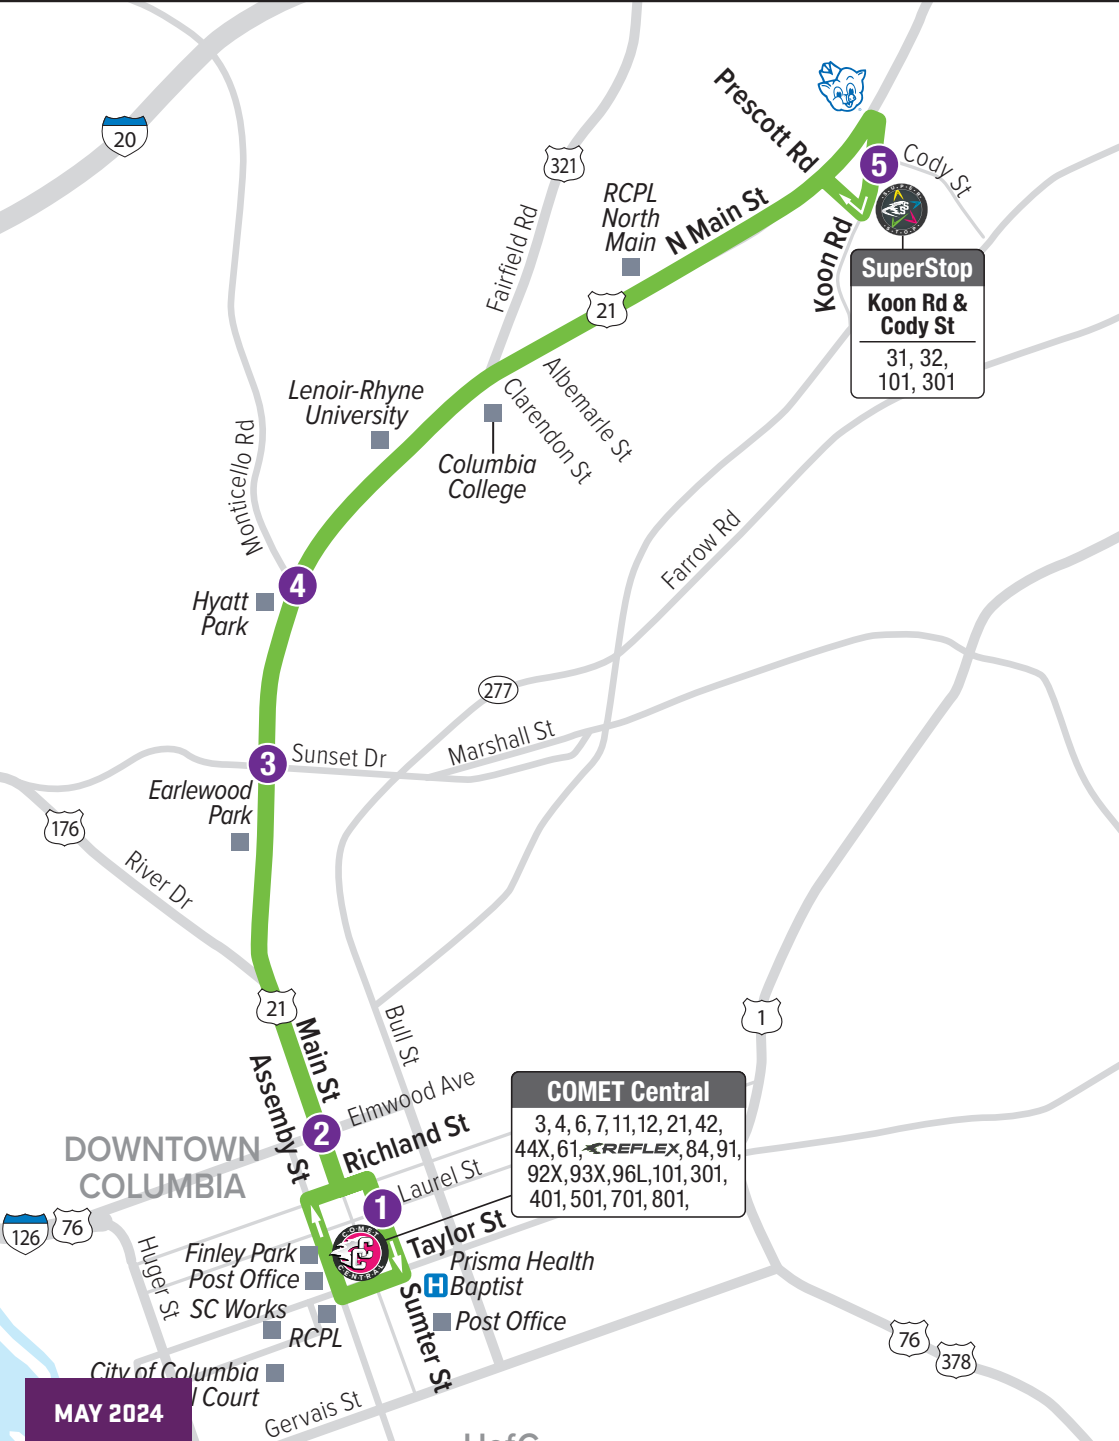 20
321
Prescott Rd
5
Cody St
RCPL
North
Main
N Main St
Fairfield Rd
Koon Rd
SUPER
STOP
SuperStop
Koon Rd &
Cody St
31, 32,
101, 301
21
Albemarle St
Clarendon St
Lenoir-Rhyne
University
Columbia
College
Monticello Rd
Farrow Rd
4
Hyatt
Park
277
3
Sunset Dr
Marshall St
Earlewood
Park
176
River Dr
21
1
Main St
Bull St
Assembly St
Elmwood Ave
2
Richland St
COMET Central
3, 4, 6, 7, 11, 12, 21, 42,
44X, 61, REFLEX, 84, 91,
92X, 93X, 96L, 101, 301,
401, 501, 701, 801,
DOWNTOWN
COLUMBIA
Laurel St
1
Taylor St
126
76
COMET
CC
CENTRAL
Huger St
Finley Park
Post Office
SC Works
RCPL
H
Prisma Health
Baptist
Post Office
Sumter St
76
378
City of Columbia
l Court
Gervais St
MAY 2024